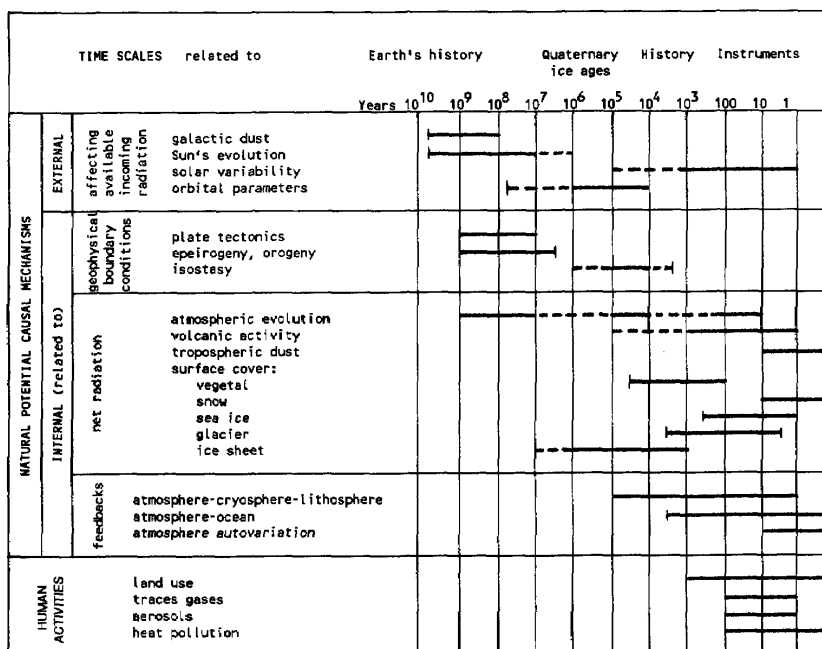 TIME SCALES related to Earth's history Quaternary ice ages History Instruments
Years 10^10 10^9 10^8 10^7 10^6 10^5 10^4 10^3 100 10 1
NATURAL POTENTIAL CAUSAL MECHANISMS
EXTERNAL
affecting available incoming radiation
galactic dust
Sun's evolution
solar variability
orbital parameters
INTERNAL (related to)
geophysical boundary conditions
plate tectonics
epeirogeny, orogeny
isostasy
net radiation
atmospheric evolution
volcanic activity
tropospheric dust
surface cover:
vegetal
snow
sea ice
glacier
ice sheet
feedbacks
atmosphere-cryosphere-lithosphere
atmosphere-ocean
atmosphere autovariation
HUMAN ACTIVITIES
land use
traces gases
aerosols
heat pollution